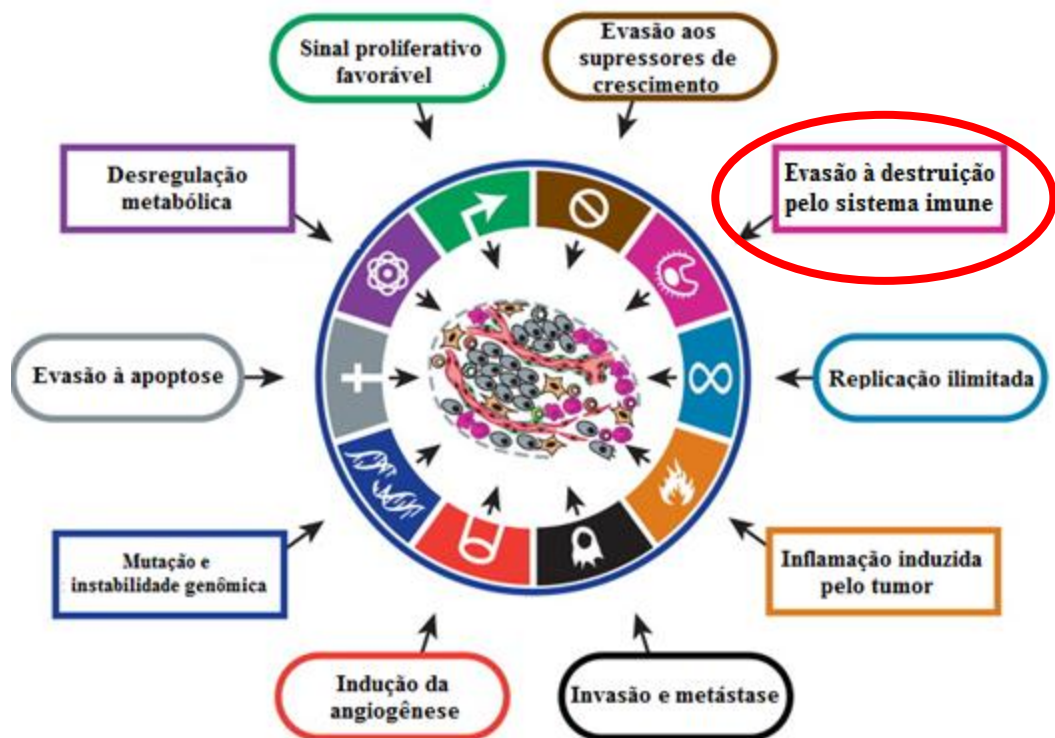 Sinal proliferativo
favorável
Evasão aos
supressores de
crescimento
Desregulação
metabólica
Evasão à destruição
pelo sistema imune
Evasão à apoptose
Replicação ilimitada
Mutação e
instabilidade genômica
Inflamação induzida
pelo tumor
Indução da
angiogênese
Invasão e metástase